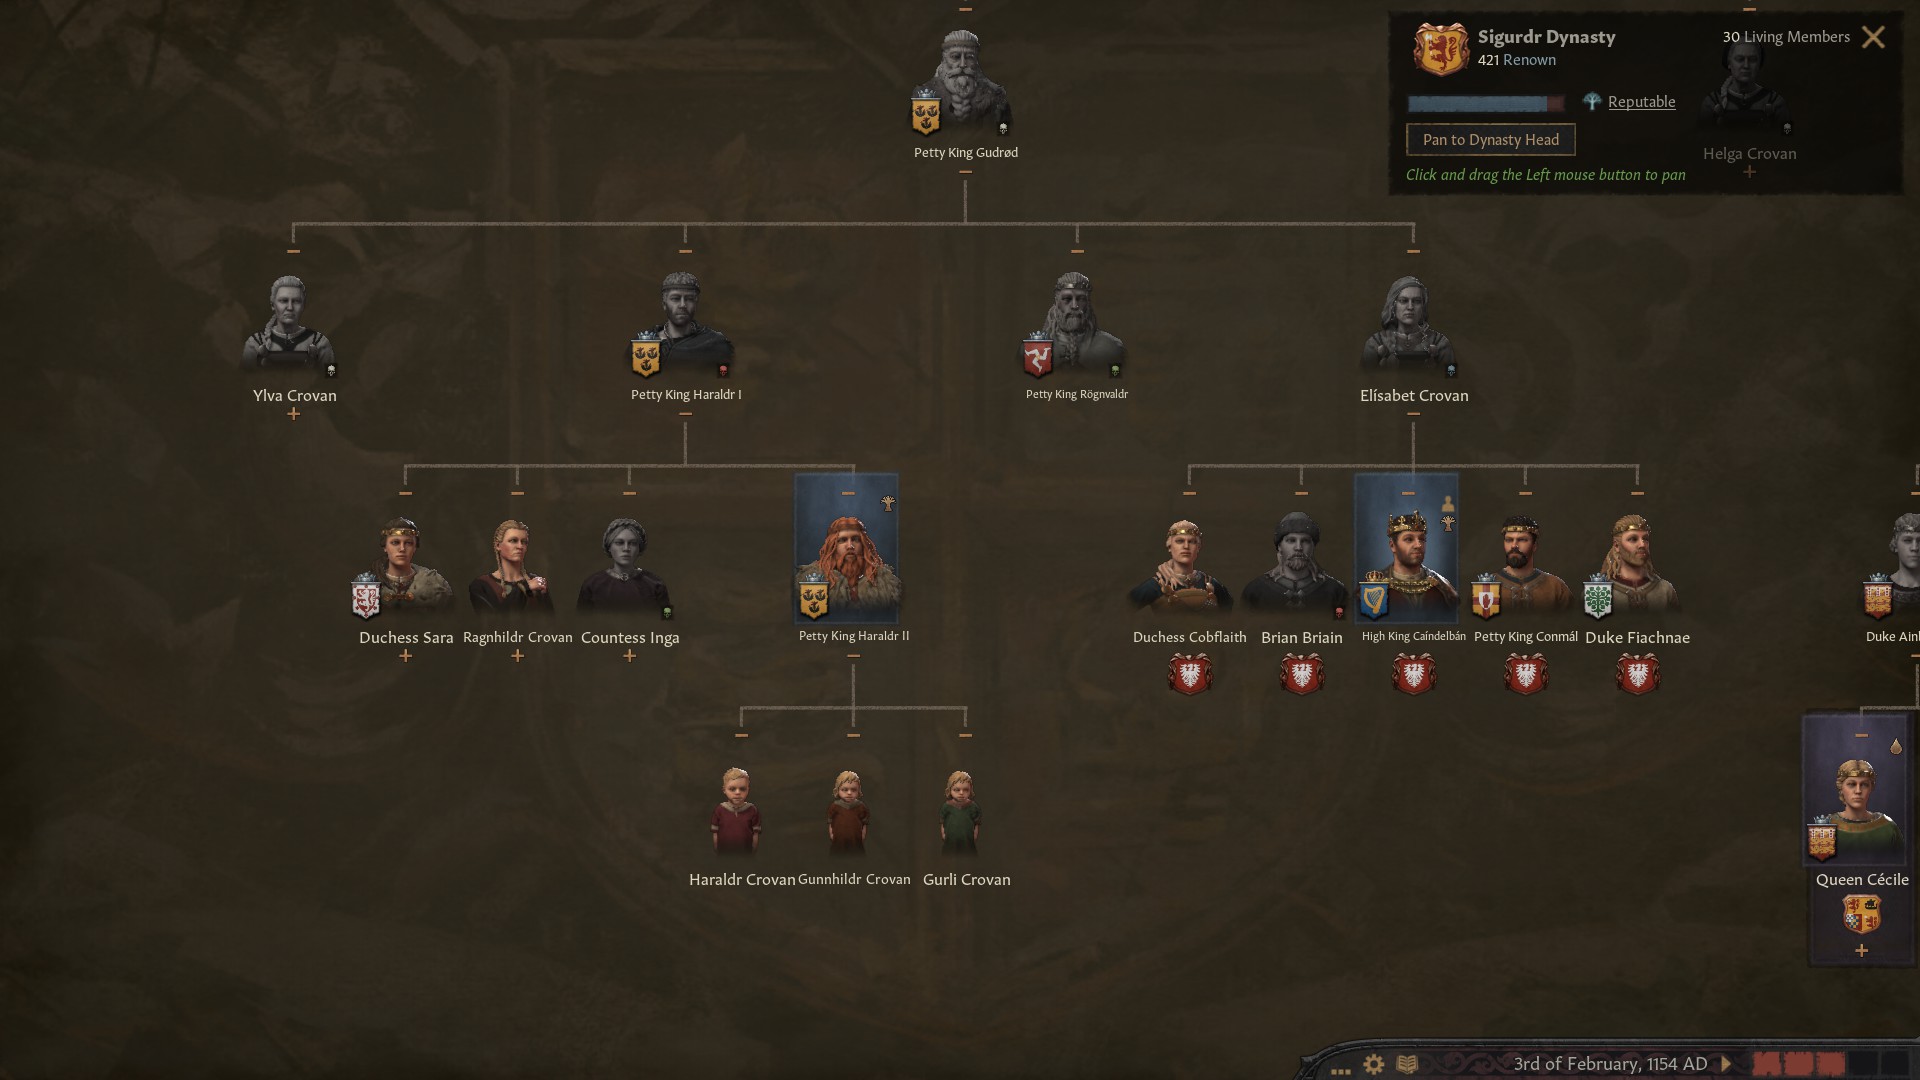 Sigurdr Dynasty
421 Renown
30 Living Members
Reputable
Pan to Dynasty Head
Click and drag the Left mouse button to pan
Helga Crovan
Petty King Gudrød
Ylva Crovan
Petty King Haraldr I
Petty King Rögnvaldr
Elísabet Crovan
Duchess Sara
Ragnhildr Crovan
Countess Inga
Petty King Haraldr II
Duchess Cobflaith
Brian Briain
High King Caíndelbán
Petty King Conmál
Duke Fiachnae
Duke Ainl
Haraldr Crovan
Gunnhildr Crovan
Gurli Crovan
Queen Cécile
3rd of February, 1154 AD